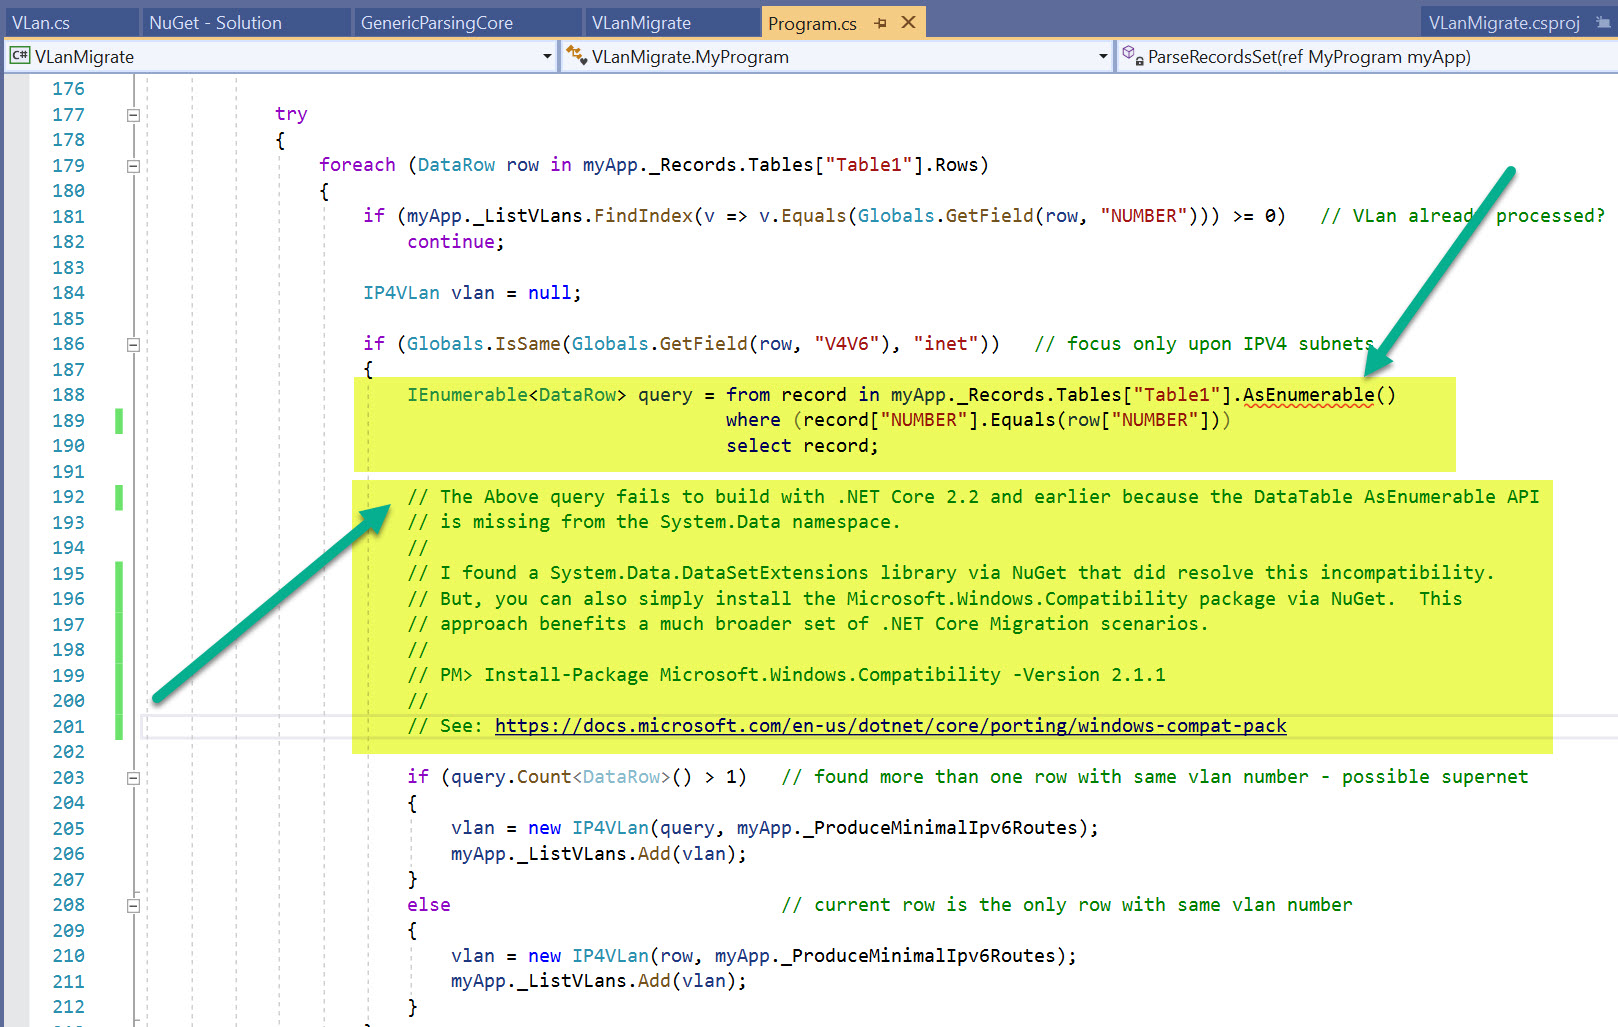 VLan.cs NuGet - Solution GenericParsingCore VLanMigrate Program.cs VLanMigrate.csproj
C# VLanMigrate VLanMigrate.MyProgram ParseRecordsSet(ref MyProgram myApp)
176
177 try
178 {
179 foreach (DataRow row in myApp._Records.Tables["Table1"].Rows)
180 {
181 if (myApp._ListVLans.FindIndex(v => v.Equals(Globals.GetField(row, "NUMBER"))) >= 0) // VLan already processed?
182 continue;
183
184 IP4VLan vlan = null;
185
186 if (Globals.IsSame(Globals.GetField(row, "V4V6"), "inet")) // focus only upon IPV4 subnets
187 {
188 IEnumerable<DataRow> query = from record in myApp._Records.Tables["Table1"].AsEnumerable()
189 where (record["NUMBER"].Equals(row["NUMBER"]))
190 select record;
191
192 // The Above query fails to build with .NET Core 2.2 and earlier because the DataTable AsEnumerable API
193 // is missing from the System.Data namespace.
194 //
195 // I found a System.Data.DataSetExtensions library via NuGet that did resolve this incompatibility.
196 // But, you can also simply install the Microsoft.Windows.Compatibility package via NuGet. This
197 // approach benefits a much broader set of .NET Core Migration scenarios.
198 //
199 // PM> Install-Package Microsoft.Windows.Compatibility -Version 2.1.1
200 //
201 // See: https://docs.microsoft.com/en-us/dotnet/core/porting/windows-compat-pack
202
203 if (query.Count<DataRow>() > 1) // found more than one row with same vlan number - possible supernet
204 {
205 vlan = new IP4VLan(query, myApp._ProduceMinimalIpv6Routes);
206 myApp._ListVLans.Add(vlan);
207 }
208 else // current row is the only row with same vlan number
209 {
210 vlan = new IP4VLan(row, myApp._ProduceMinimalIpv6Routes);
211 myApp._ListVLans.Add(vlan);
212 }